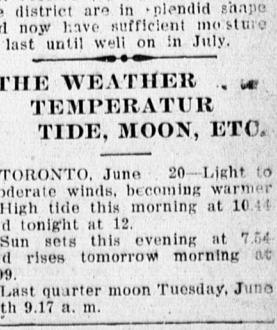 district are in splendid shape
now have sufficient moisture
last until well on in July.
THE WEATHER
TEMPERATUR
TIDE, MOON, ETC.
TORONTO, June 20—Light to
oderate winds, becoming warmer
High tide this morning at 10.44
d tonight at 12.
Sun sets this evening at 7.54
d rises tomorrow morning at
09.
Last quarter moon Tuesday, June
th 9.17 a. m.